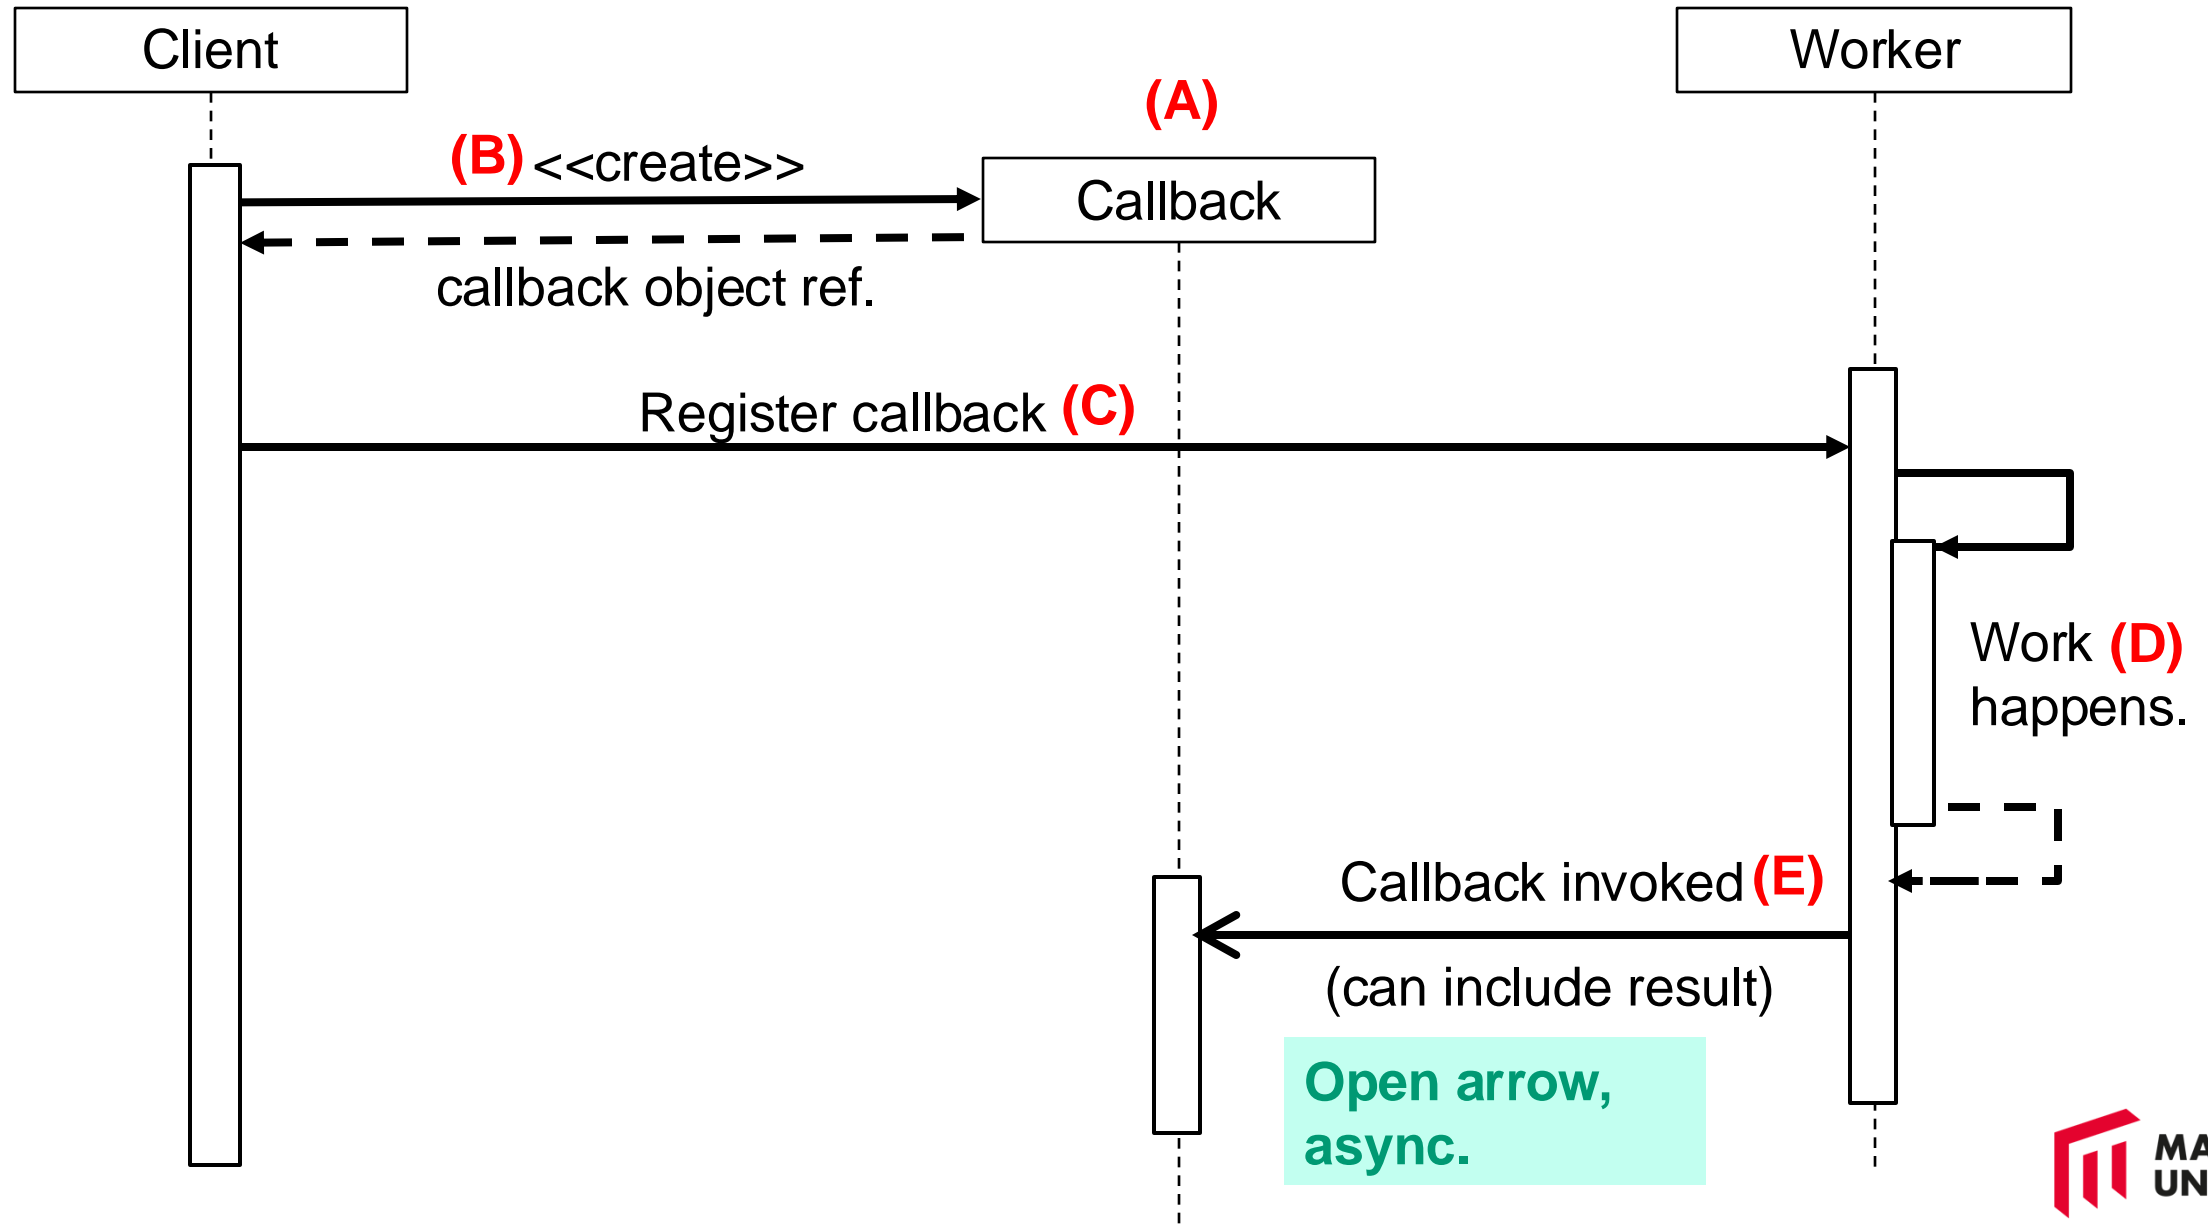 Client
Worker
(A)
(B) <<create>>
Callback
callback object ref.
Register callback (C)
Work (D)
happens.
Callback invoked (E)
(can include result)
Open arrow,
async.